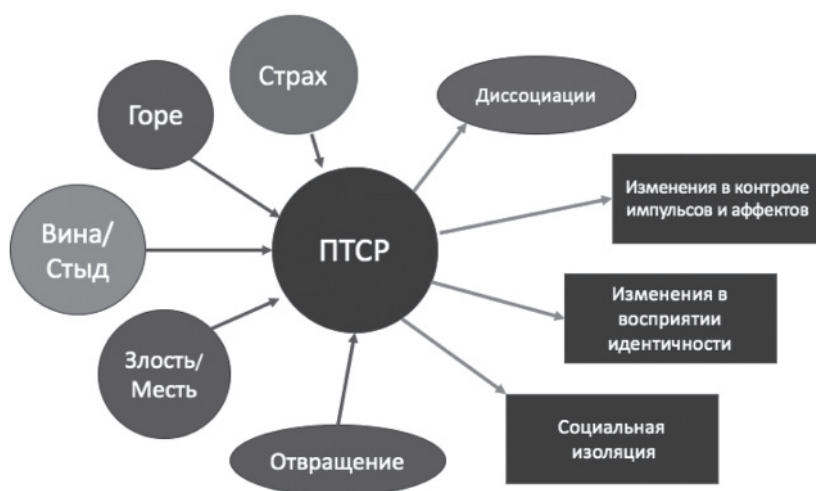 Страх
Горе
Вина/
Стыд
Злость/
Месть
Отвращение
ПТСР
Диссоциации
Изменения в контроле
импульсов и аффектов
Изменения в
восприятии
идентичности
Социальная
изоляция